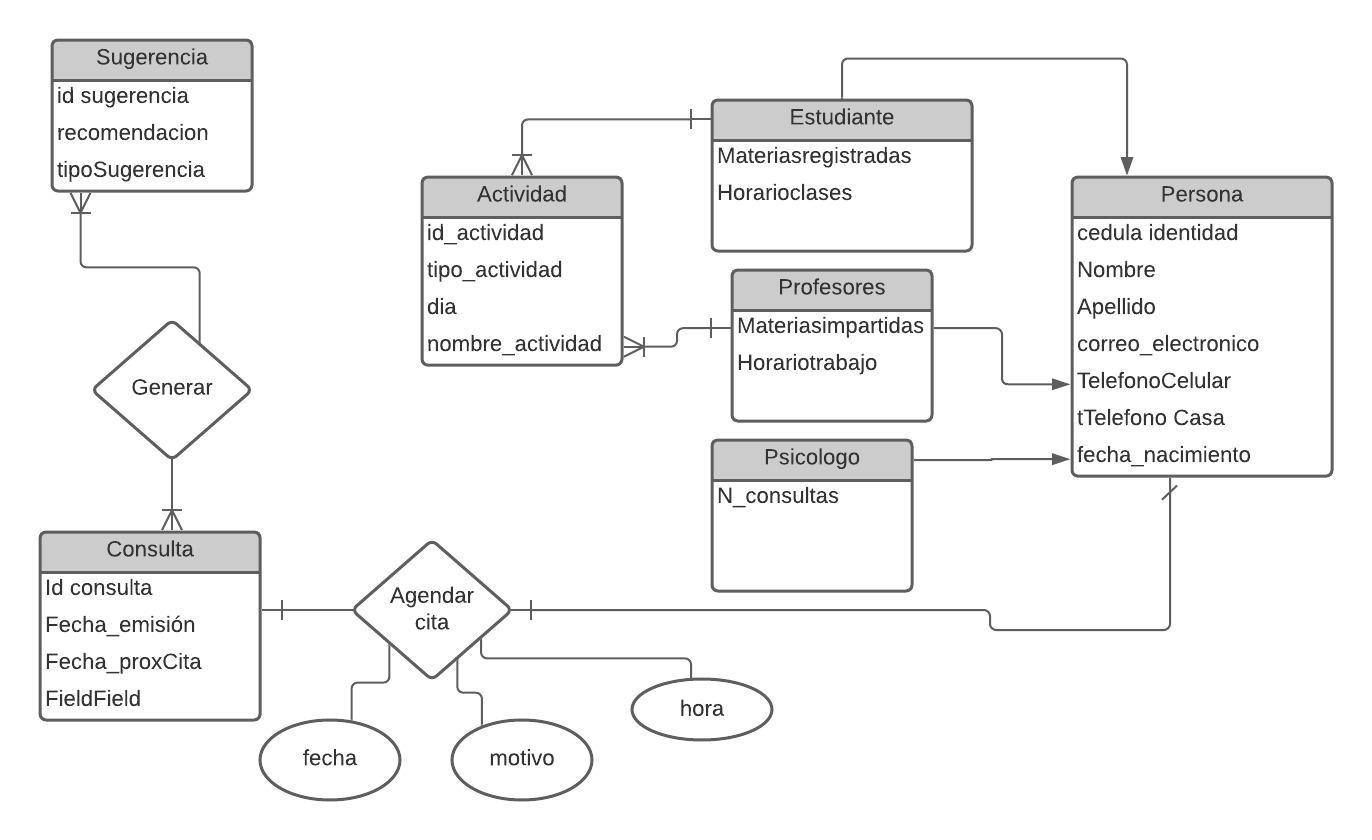 Sugerencia
id sugerencia
recomendacion
tipoSugerencia
Estudiante
Materiasregistradas
Horarioclases
Actividad
id_actividad
tipo_actividad
dia
nombre_actividad
Persona
cedula identidad
Nombre
Apellido
correo_electronico
TelefonoCelular
tTelefono Casa
fecha_nacimiento
Profesores
Materiasimpartidas
Horariotrabajo
Generar
Psicologo
N_consultas
Consulta
Id consulta
Fecha_emisión
Fecha_proxCita
FieldField
Agendar
cita
hora
fecha
motivo